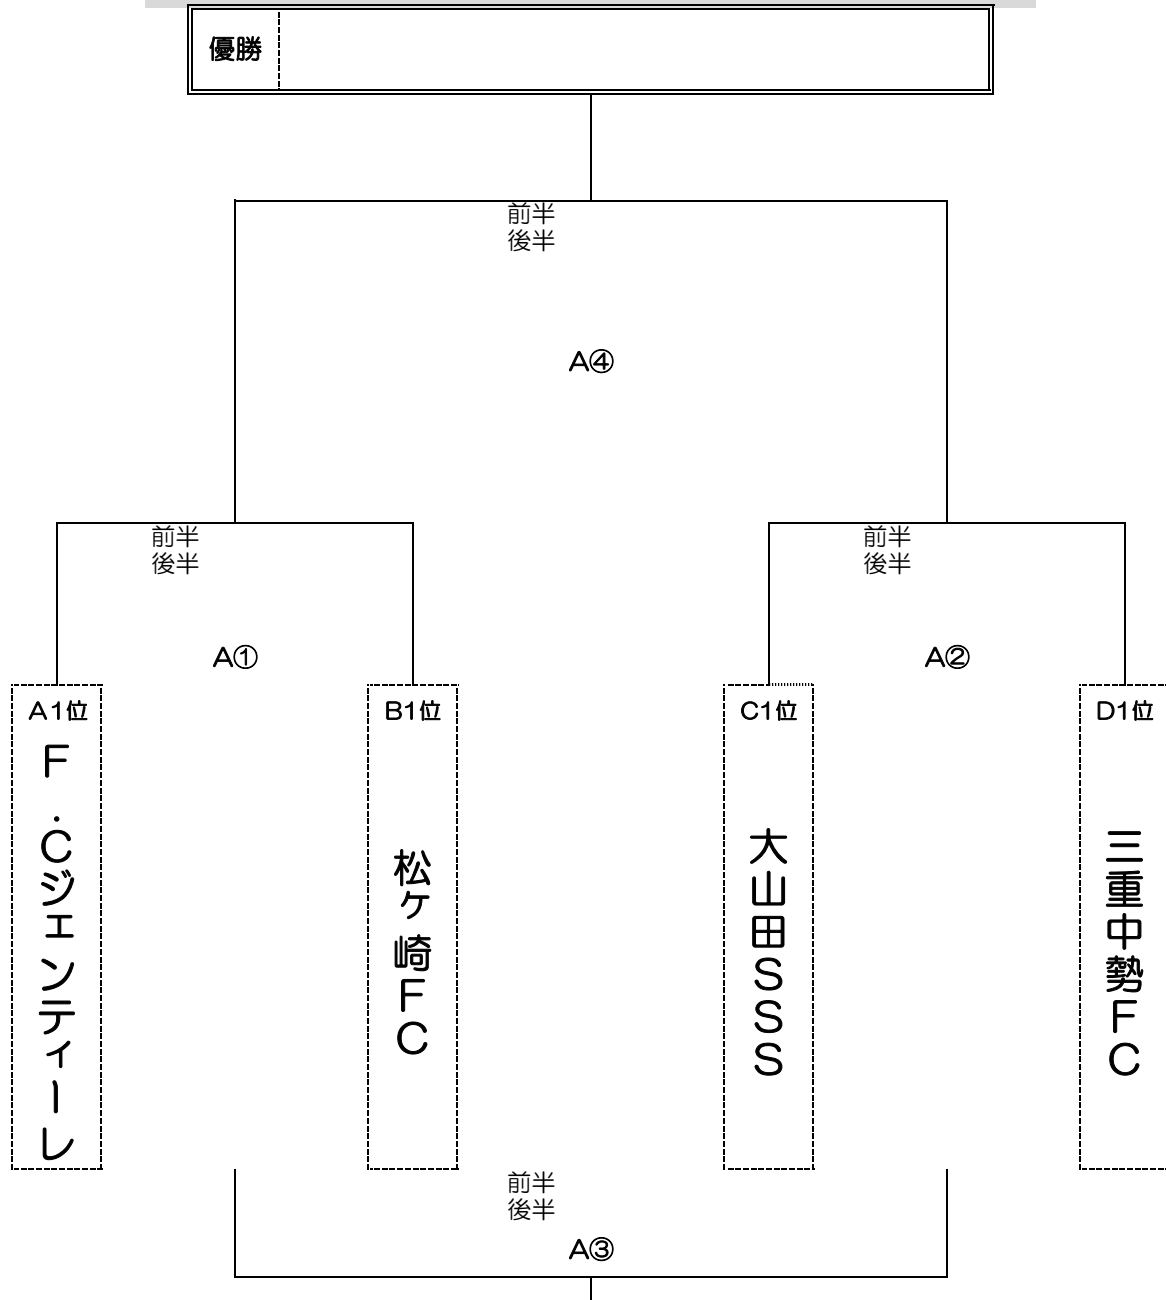 優勝
前半
後半
A④
前半
後半
前半
後半
A①
A②
A1位
F.Cジェンティーレ
B1位
松ヶ崎FC
C1位
大山田SSS
D1位
三重中勢FC
前半
後半
A③